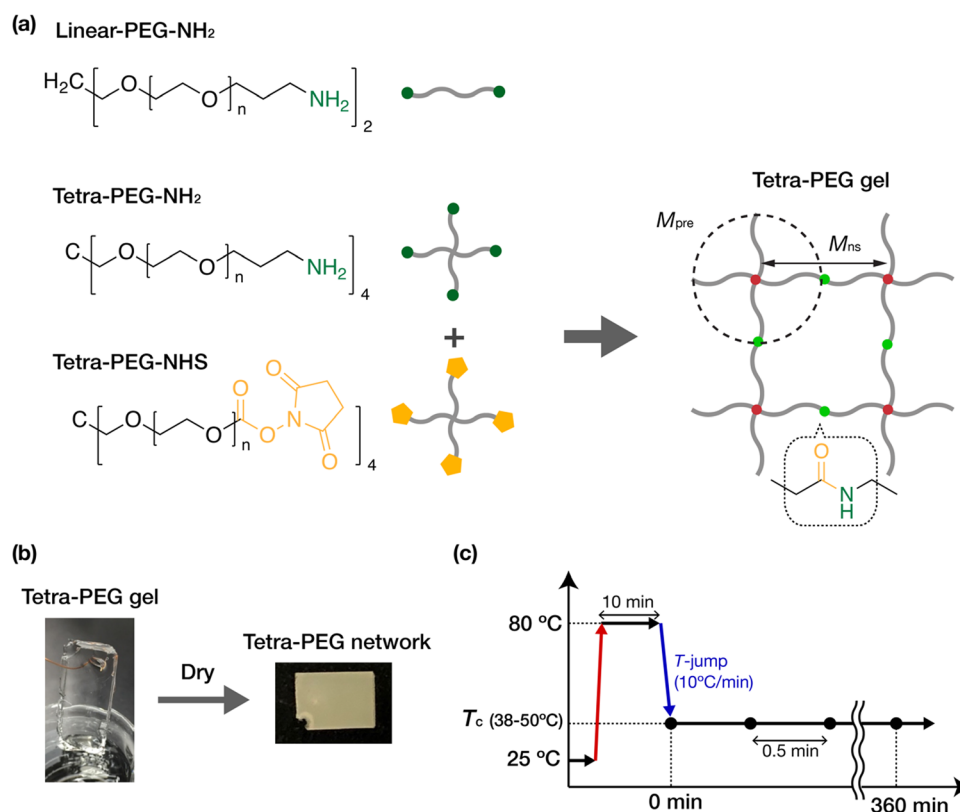 (a)
Linear-PEG-NH₂
H₂C
O
O
n
NH₂
2
Tetra-PEG-NH₂
C
O
O
n
NH₂
4
+
Tetra-PEG-NHS
C
O
O
n
O
O
N
O
O
4
Tetra-PEG gel
Mpre
Mns
O
N
H
(b)
Tetra-PEG gel
Dry
Tetra-PEG network
(c)
10 min
80 ºC
T-jump
(10ºC/min)
Tc (38-50ºC)
0.5 min
25 ºC
0 min
360 min